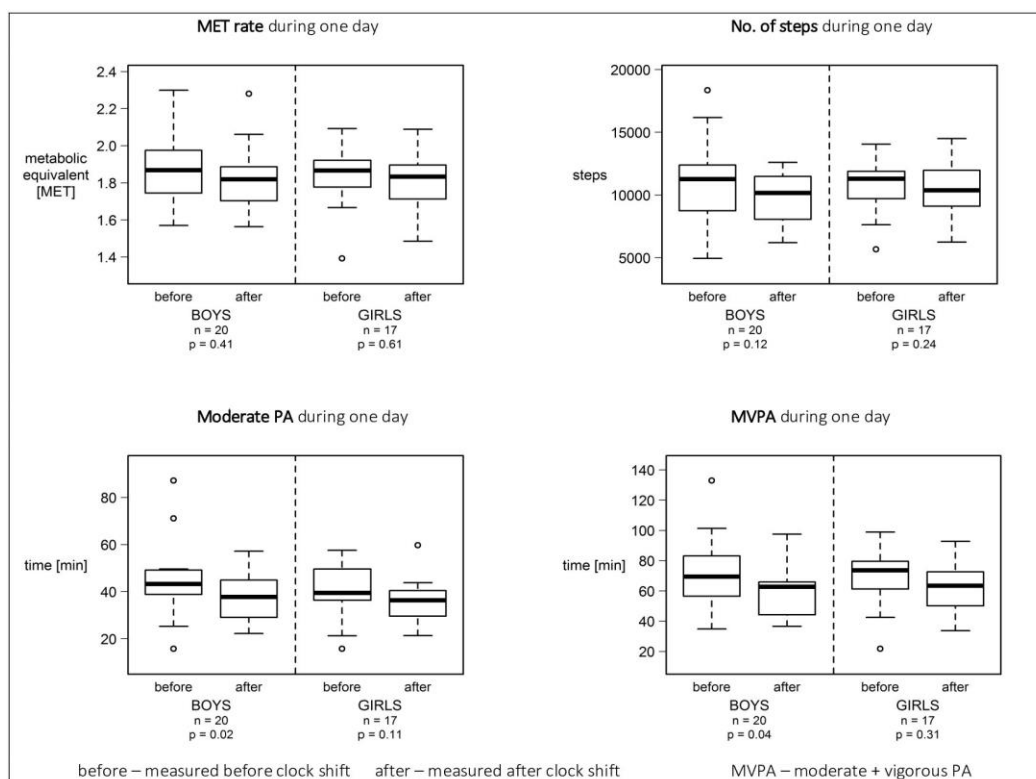 MET rate during one day
2.4
2.2
2.0
1.8
1.6
1.4
metabolic
equivalent
[MET]
before after before after
BOYS GIRLS
n = 20 n = 17
p = 0.41 p = 0.61
No. of steps during one day
20000
15000
10000
5000
steps
before after before after
BOYS GIRLS
n = 20 n = 17
p = 0.12 p = 0.24
Moderate PA during one day
80
60
40
20
time [min]
before after before after
BOYS GIRLS
n = 20 n = 17
p = 0.02 p = 0.11
MVPA during one day
140
120
100
80
60
40
20
time [min]
before after before after
BOYS GIRLS
n = 20 n = 17
p = 0.04 p = 0.31
before – measured before clock shift after – measured after clock shift MVPA – moderate + vigorous PA